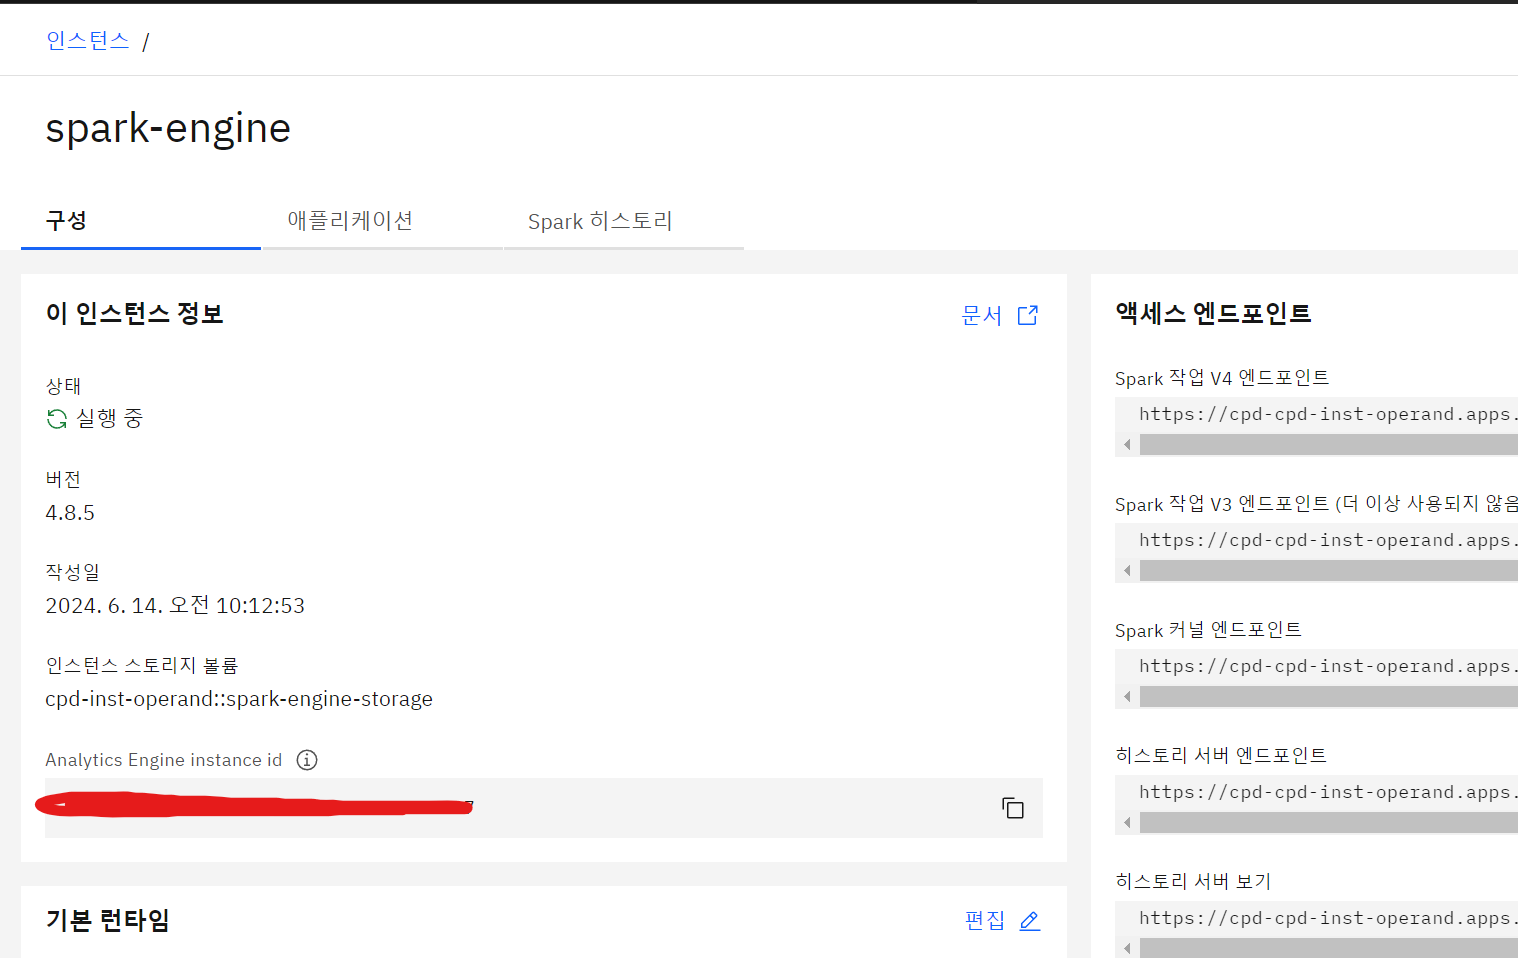 인스턴스 /
spark-engine
구성
애플리케이션
Spark 히스토리
이 인스턴스 정보
문서
상태
실행 중
버전
4.8.5
작성일
2024. 6. 14. 오전 10:12:53
인스턴스 스토리지 볼륨
cpd-inst-operand::spark-engine-storage
Analytics Engine instance id
기본 런타임
편집
액세스 엔드포인트
Spark 작업 V4 엔드포인트
https://cpd-cpd-inst-operand.apps.
Spark 작업 V3 엔드포인트 (더 이상 사용되지 않음
https://cpd-cpd-inst-operand.apps.
Spark 커널 엔드포인트
https://cpd-cpd-inst-operand.apps.
히스토리 서버 엔드포인트
https://cpd-cpd-inst-operand.apps.
히스토리 서버 보기
https://cpd-cpd-inst-operand.apps.